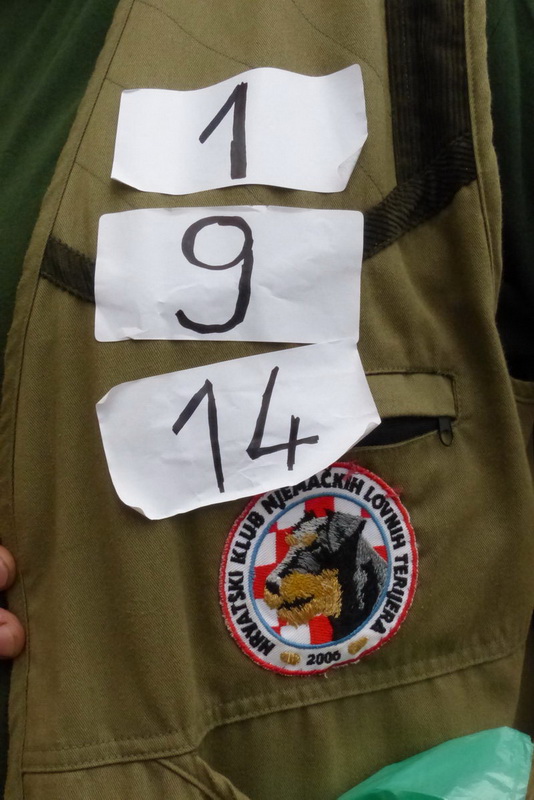 1
9
14
HRVATSKI KLUB NJEMAČKIH LOVNIH TERIJERA
2006